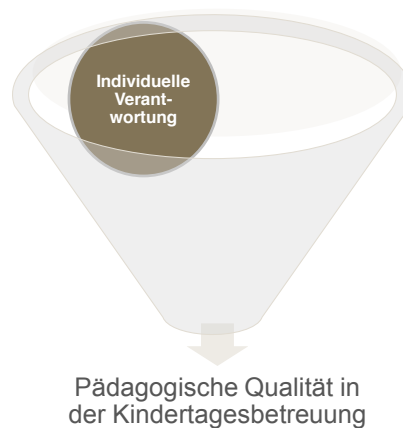 Individuelle
Verant-
wortung
Pädagogische Qualität in
der Kindertagesbetreuung